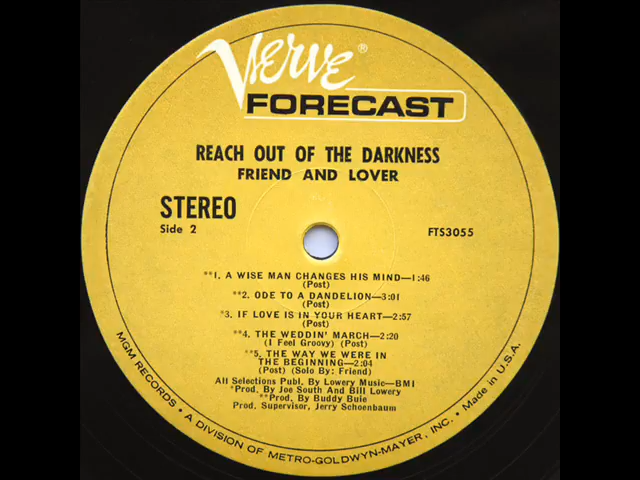 Verve®
FORECAST
REACH OUT OF THE DARKNESS
FRIEND AND LOVER
STEREO
Side 2
FTS3055
**1. A WISE MAN CHANGES HIS MIND—1:46
(Post)
**2. ODE TO A DANDELION—3:01
(Post)
*3. IF LOVE IS IN YOUR HEART—2:57
(Post)
**4. THE WEDDIN' MARCH—2:20
(I Feel Groovy) (Post)
**5. THE WAY WE WERE IN
THE BEGINNING—2:04
(Post) (Solo By: Friend)
All Selections Publ. By Lowery Music—BMI
*Prod. By Joe South And Bill Lowery
**Prod. By Buddy Buie
Prod. Supervisor, Jerry Schoenbaum
MGM RECORDS • A DIVISION OF METRO-GOLDWYN-MAYER, INC. • Made in U.S.A.